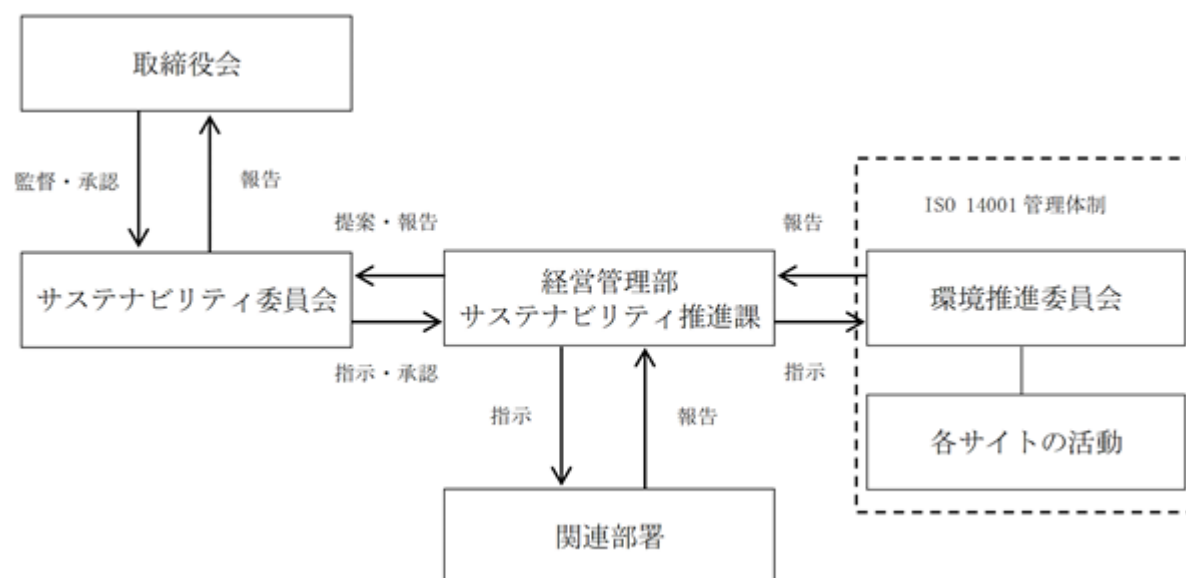 取締役会
監督・承認
報告
サステナビリティ委員会
提案・報告
指示・承認
経営管理部
サステナビリティ推進課
指示
報告
関連部署
報告
指示
ISO 14001 管理体制
環境推進委員会
各サイトの活動